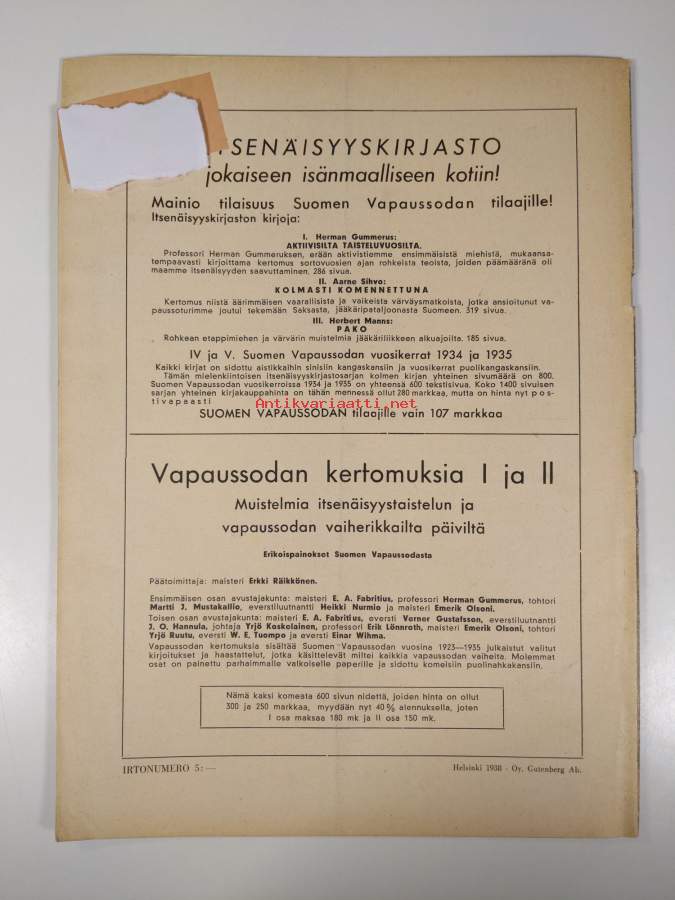 ITSENÄISYYSKIRJASTO
jokaiseen isänmaalliseen kotiin!
Mainio tilaisuus Suomen Vapaussodan tilaajille!
Itsenäisyyskirjaston kirjoja:
I. Herman Gummerus:
AKTIIVISILTA TAISTELUVUOSILTA.
Professori Herman Gummeruksen, erään aktivistiemme ensimmäisistä miehistä, mukaansa-
tempaavasti kirjoittama kertomus sortovuosien ajan rohkeista teoista, joiden päämääränä oli
maamme itsenäisyyden saavuttaminen. 286 sivua.
II. Aarne Sihvo:
KOLMASTI KOMENNETTUNA
Kertomus niistä äärimmäisen vaarallisista ja vaikeista värväysmatkoista, jotka ansioitunut va-
paussoturimme joutui tekemään Saksasta, jääkäripataljoonasta Suomeen. 319 sivua.
III. Herbert Manns:
PAKO
Rohkean etappimiehen ja värvärin muistelmia jääkäriliikkeen alkuajoilta. 185 sivua.
IV ja V. Suomen Vapaussodan vuosikerrat 1934 ja 1935
Kaikki kirjat on sidottu aistikkaihin sinisiin kangaskansiin ja vuosikerrat puolikangaskansiin.
Tämän mielenkiintoisen itsenäisyyskirjastosarjan kolmen kirjan yhteinen sivumäärä on 800.
Suomen Vapaussodan vuosikerroissa 1934 ja 1935 on yhteensä 600 tekstisivua. Koko 1400 sivuisen
sarjan yhteinen kirjakauppahinta on tähän mennessä ollut 280 markkaa, mutta on hinta nyt pos-
tivapaasti
Antikvariaatti.net
SUOMEN VAPAUSSODAN tilaajille vain 107 markkaa
Vapaussodan kertomuksia I ja II
Muistelmia itsenäisyystaistelun ja
vapaussodan vaiherikkailta päiviltä
Erikoispainokset Suomen Vapaussodasta
Päätoimittaja: maisteri Erkki Räikkönen.
Ensimmäisen osan avustajakunta: maisteri E. A. Fabritius, professori Herman Gummerus, tohtori
Martti J. Mustakallio, everstiluutnantti Heikki Nurmio ja maisteri Emerik Olsoni.
Toisen osan avustajakunta: maisteri E. A. Fabritius, eversti Verner Gustafsson, everstiluutnantti
J. O. Hannula, johtaja Yrjö Koskelainen, professori Erik Lönnroth, maisteri Emerik Olsoni, tohtori
Yrjö Ruutu, eversti W. E. Tuompo ja eversti Einar Wihma.
Vapaussodan kertomuksia sisältää Suomen Vapaussodan vuosina 1923—1935 julkaistut valitut
kirjoitukset ja haastattelut, jotka käsittelevät miltei kaikkia vapaussodan vaiheita. Molemmat
osat on painettu parhaimmalle valkoiselle paperille ja sidottu komeisiin puolinahkakansiin.
Nämä kaksi komeata 600 sivun nidettä, joiden hinta on ollut
300 ja 250 markkaa, myydään nyt 40% alennuksella, joten
I osa maksaa 180 mk ja II osa 150 mk.
IRTONUMERO 5:—
Helsinki 1938 - Oy. Gutenberg Ab.